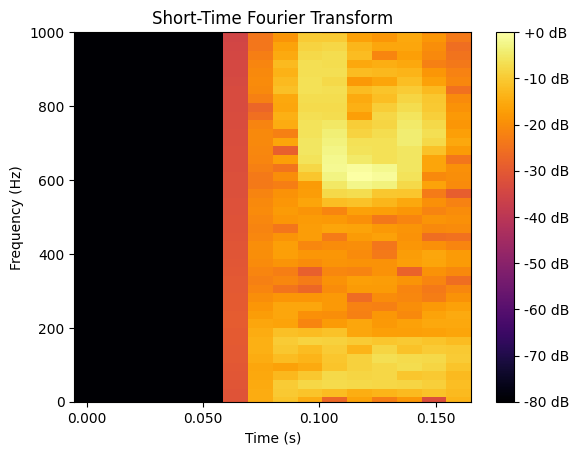 Short-Time Fourier Transform
1000
800
600
400
200
0
Frequency (Hz)
0.000
0.050
0.100
0.150
Time (s)
+0 dB
-10 dB
-20 dB
-30 dB
-40 dB
-50 dB
-60 dB
-70 dB
-80 dB